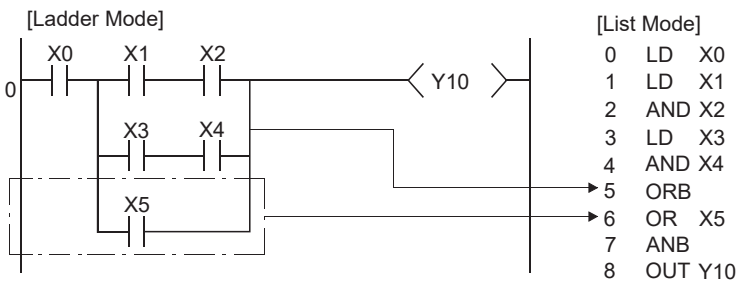 [Ladder Mode]
X0 X1 X2
0 Y10
X3 X4
X5
[List Mode]
0 LD X0
1 LD X1
2 AND X2
3 LD X3
4 AND X4
5 ORB
6 OR X5
7 ANB
8 OUT Y10